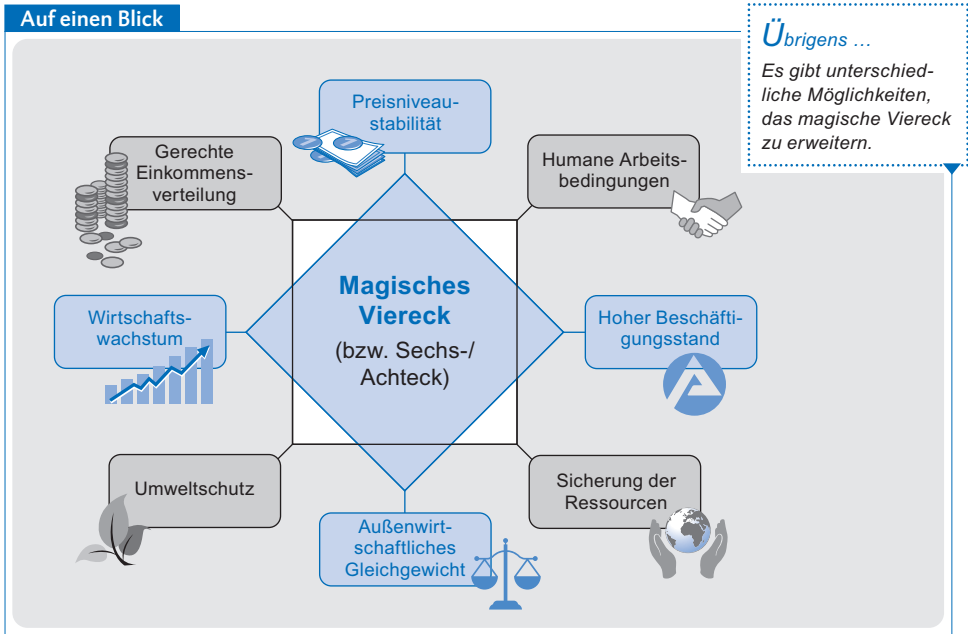 Auf einen Blick
Übrigens ...
Es gibt unterschied-
liche Möglichkeiten,
das magische Viereck
zu erweitern.
Preisniveau-
stabilität
Gerechte
Einkommens-
verteilung
Humane Arbeits-
bedingungen
Magisches
Viereck
(bzw. Sechs-/
Achteck)
Wirtschafts-
wachstum
Hoher Beschäfti-
gungsstand
Umweltschutz
Sicherung der
Ressourcen
Außenwirt-
schaftliches
Gleichgewicht